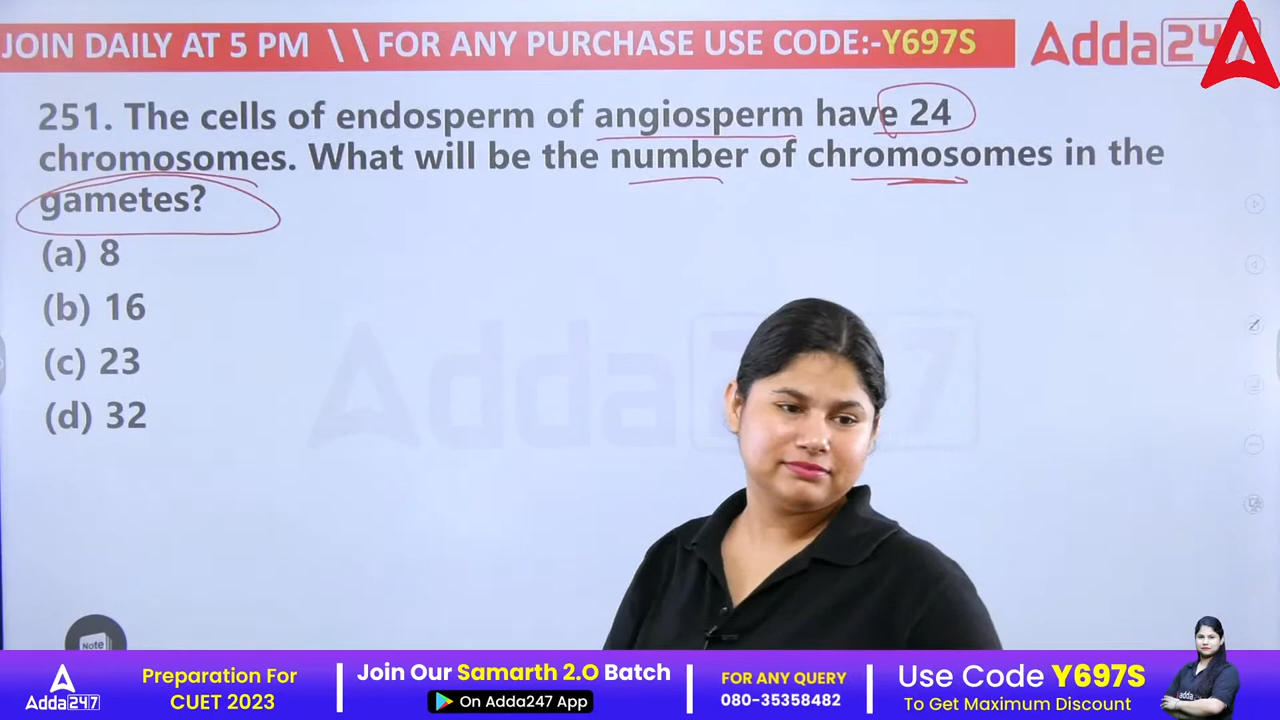 JOIN DAILY AT 5 PM \\ FOR ANY PURCHASE USE CODE:-Y697S
Adda247
251. The cells of endosperm of angiosperm have 24
chromosomes. What will be the number of chromosomes in the
gametes?
(a) 8
(b) 16
(c) 23
(d) 32
Adda247
Note
Adda247
Preparation For
CUET 2023
Join Our Samarth 2.O Batch
On Adda247 App
FOR ANY QUERY
080-35358482
Use Code Y697S
To Get Maximum Discount